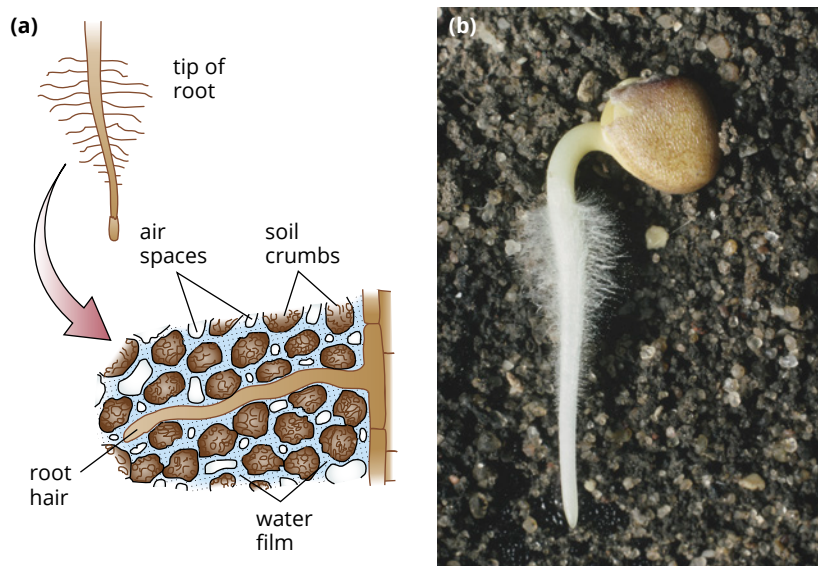 (a)
tip of
root
air
spaces
soil
crumbs
root
hair
water
film
(b)